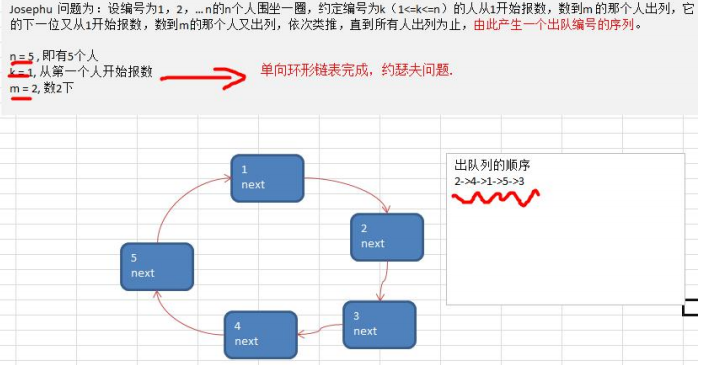 Josephu 问题为：设编号为1，2，... n的n个人围坐一圈，约定编号为k（1<=k<=n）的人从1开始报数，数到m 的那个人出列，它
的下一位又从1开始报数，数到m的那个人又出列，依次类推，直到所有人出列为止，由此产生一个出队编号的序列。
n = 5 , 即有5个人
k = 1, 从第一个人开始报数
m = 2, 数2下
单向环形链表完成，约瑟夫问题.
出队列的顺序
2->4->1->5->3
1
next
2
next
3
next
4
next
5
next